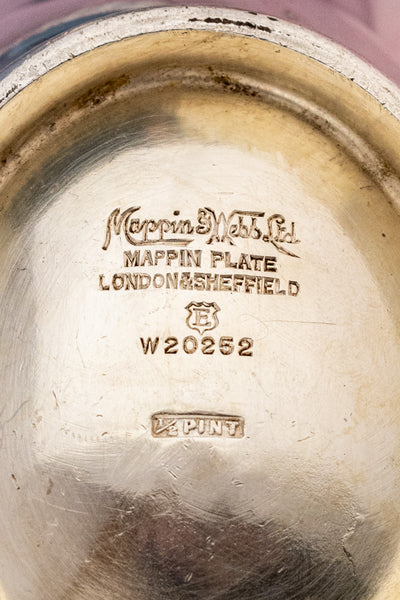 Mappin & Webb Ltd
MAPPIN PLATE
LONDON & SHEFFIELD
E
W20252
1/2 PINT